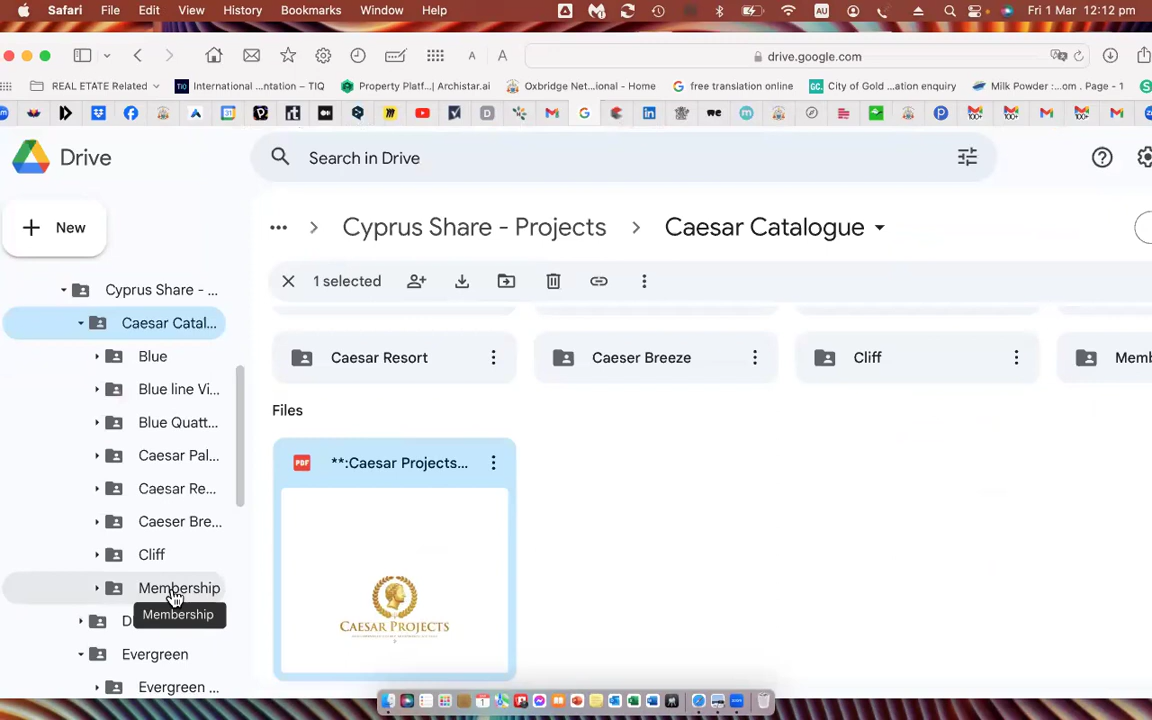 Safari File Edit View History Bookmarks Window Help AU Fri 1 Mar 12:12 pm
drive.google.com
REAL ETATE Related International ...ntation – TIQ Property Platf...Archistar.ai Oxbridge Net...ional - Home free translation online City of Gold ...atation enquiry Milk Powder :...om , Page - 1
Drive
Search in Drive
New
Cyprus Share - Projects Caesar Catalogue
1 selected
Cyprus Share - ...
Caesar Catal...
Blue
Blue line Vi...
Blue Quatt...
Caesar Pal...
Caesar Re...
Caeser Bre...
Cliff
Membership
Membership
D
Evergreen
Evergreen ...
Caesar Resort Caeser Breeze Cliff Memb
Files
PDF **:Caesar Projects...
CAESAR PROJECTS